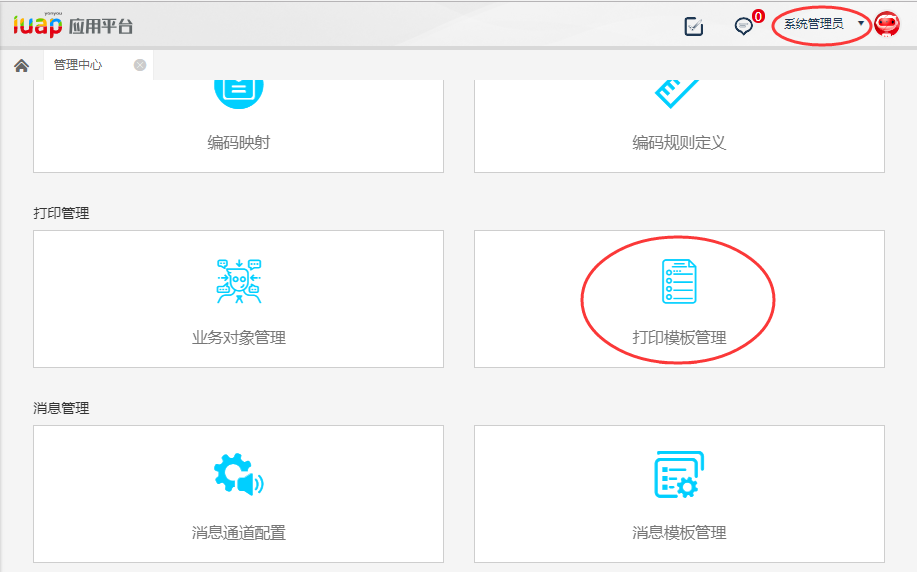 yonyou
iuap 应用平台
0
系统管理员
管理中心
编码映射
编码规则定义
打印管理
业务对象管理
打印模板管理
消息管理
消息通道配置
消息模板管理